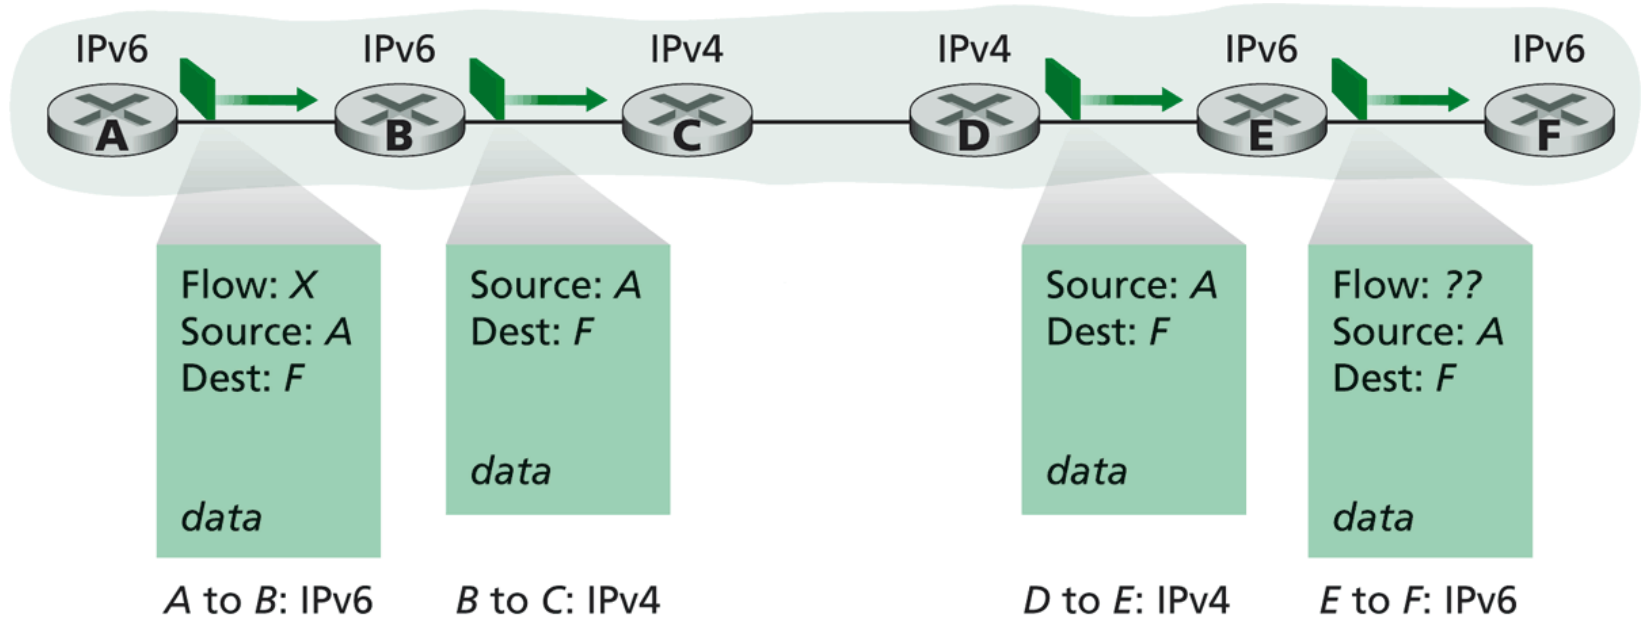 IPv6
IPv6
IPv4
IPv4
IPv6
IPv6
A
B
C
D
E
F
Flow: X
Source: A
Dest: F
data
Source: A
Dest: F
data
Source: A
Dest: F
data
Flow: ??
Source: A
Dest: F
data
A to B: IPv6
B to C: IPv4
D to E: IPv4
E to F: IPv6